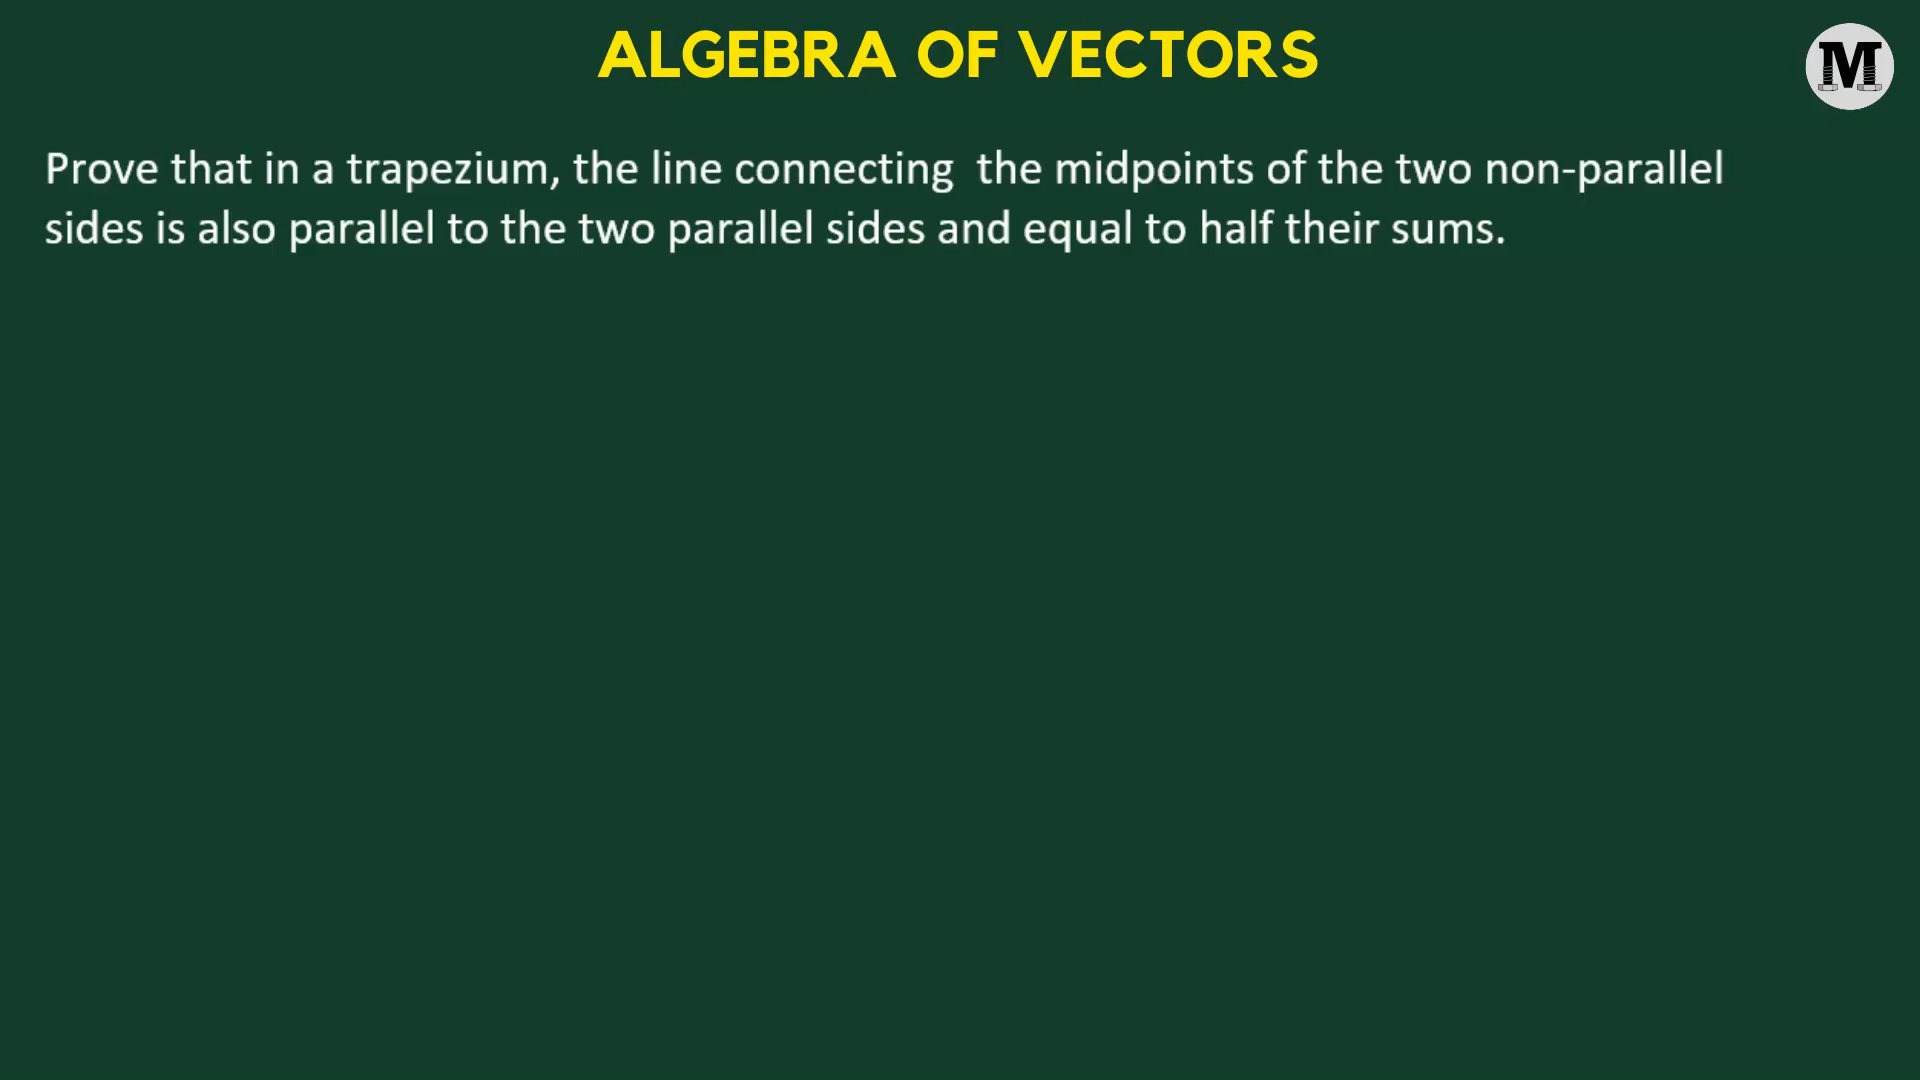 ALGEBRA OF VECTORS
M
Prove that in a trapezium, the line connecting  the midpoints of the two non-parallel
sides is also parallel to the two parallel sides and equal to half their sums.